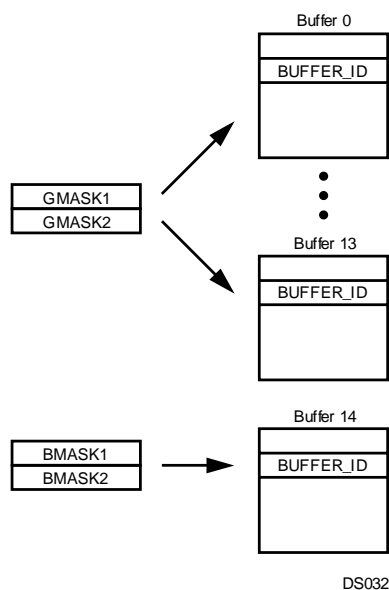 Buffer 0
BUFFER_ID
GMASK1
GMASK2
Buffer 13
BUFFER_ID
Buffer 14
BMASK1
BUFFER_ID
BMASK2
DS032